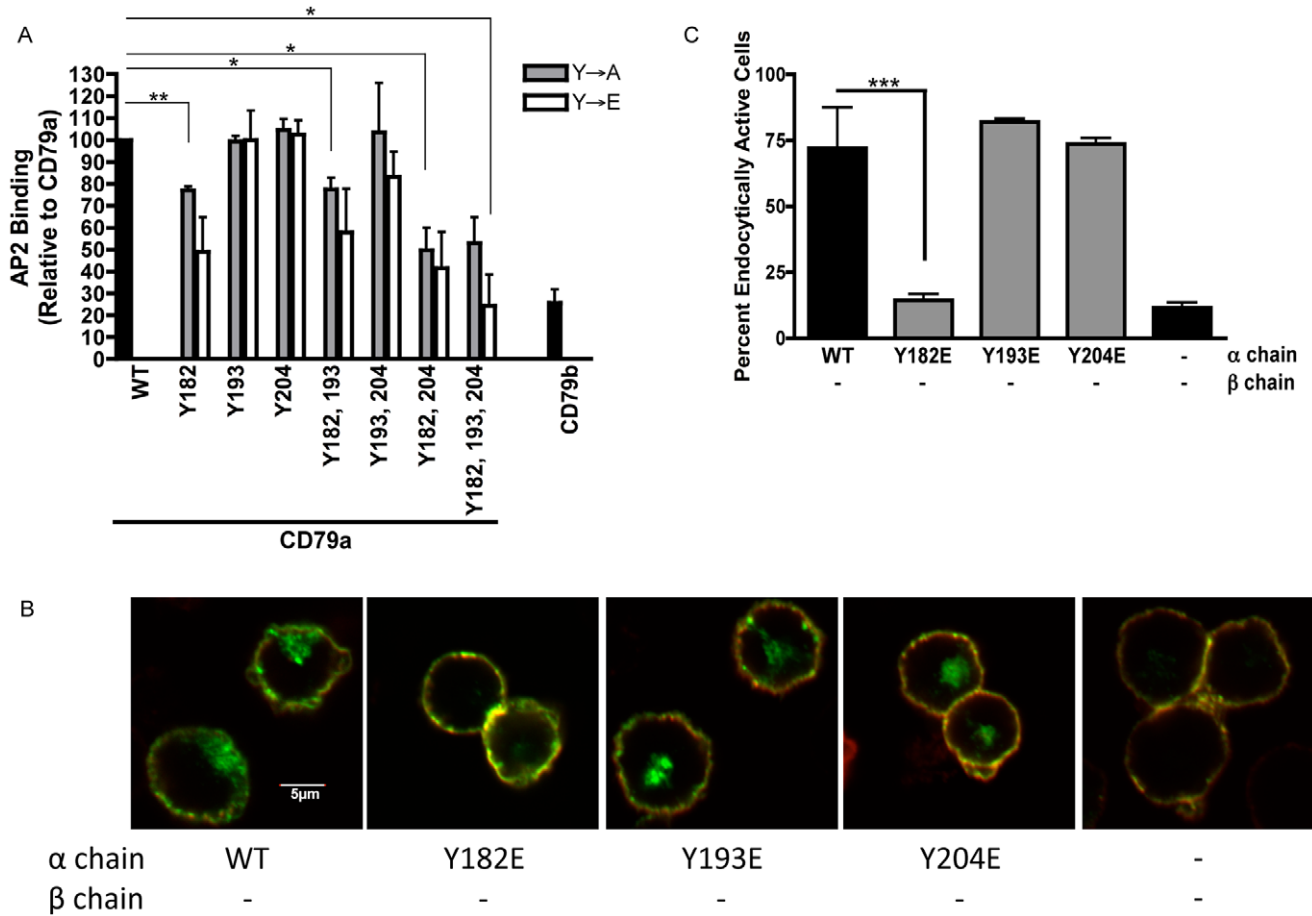 A
*
*
*
**
Y→A
Y→E
AP2 Binding
(Relative to CD79a)
130
120
110
100
90
80
70
60
50
40
30
20
10
0
WT
Y182
Y193
Y204
Y182, 193
Y193, 204
Y182, 204
Y182, 193, 204
CD79b
CD79a
C
Percent Endocytically Active Cells
100
75
50
25
0
***
WT Y182E Y193E Y204E - α chain
- - - - - β chain
B
5µm
α chain WT Y182E Y193E Y204E -
β chain - - - - -